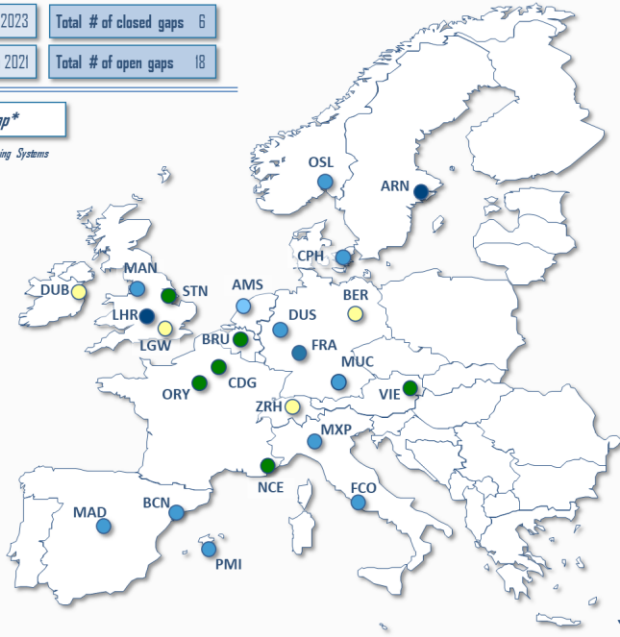 2023
Total # of closed gaps 6
2021
Total # of open gaps 18
ap*
ing Systems
OSL
ARN
CPH
MAN
DUB
STN
AMS
BER
LHR
DUS
LGW
BRU
FRA
MUC
CDG
ORY
VIE
ZRH
MXP
NCE
FCO
BCN
MAD
PMI